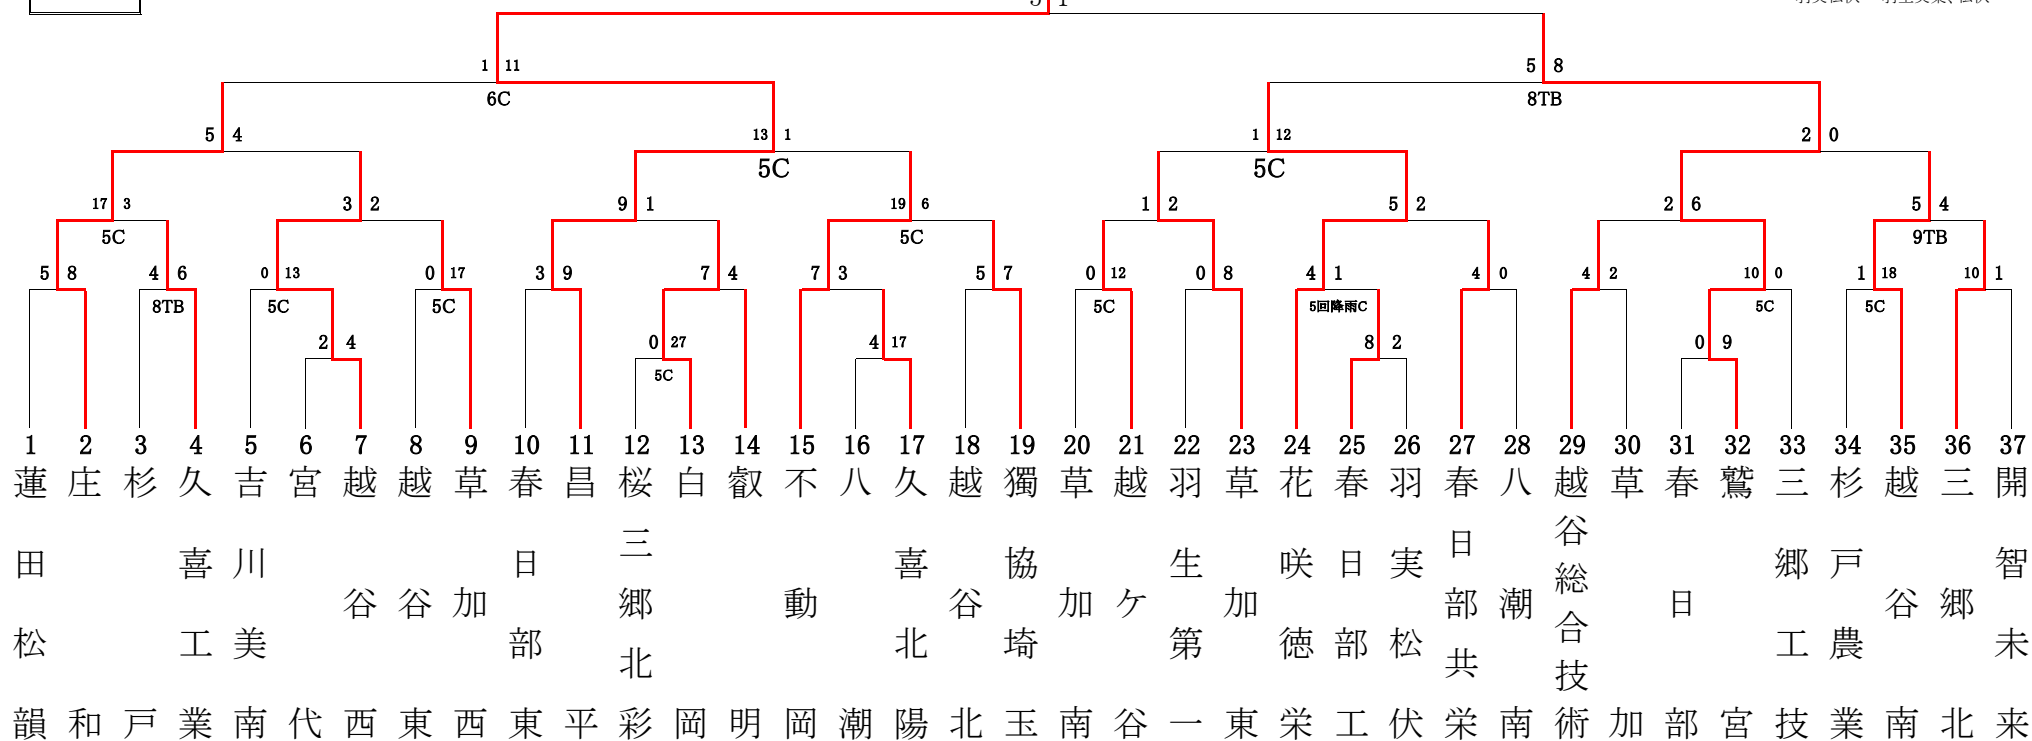 1 11
5 8
6C
8TB
5 4
13 1
1 12
2 0
5C
5C
17 3
3 2
9 1
19 6
1 2
5 2
2 6
5 4
5C
5C
9TB
5 8
4 6
0 13
0 17
3 9
7 4
7 3
5 7
0 12
0 8
4 1
4 0
4 2
10 0
1 18
10 1
8TB
5C
5C
5C
5回降雨C
5C
5C
2 4
0 27
4 17
8 2
0 9
5C
1 2 3 4 5 6 7 8 9 10 11 12 13 14 15 16 17 18 19 20 21 22 23 24 25 26 27 28 29 30 31 32 33 34 35 36 37
蓮田松韻
庄和
杉戸
久喜工業
吉川美南
宮代
越谷西
越谷東
草加西
春日部東
昌平
桜三郷北彩
白岡
叡明
不動岡
八潮
久喜北陽
越谷北
獨協埼玉
草加南
越ケ谷
羽生第一
草加東
花咲徳栄
春日部工
羽実松伏
春日部共栄
八潮南
越谷総合技術
草加
春日部
鷲宮
三郷工技
杉戸農業
越谷南
三郷北
開智未来